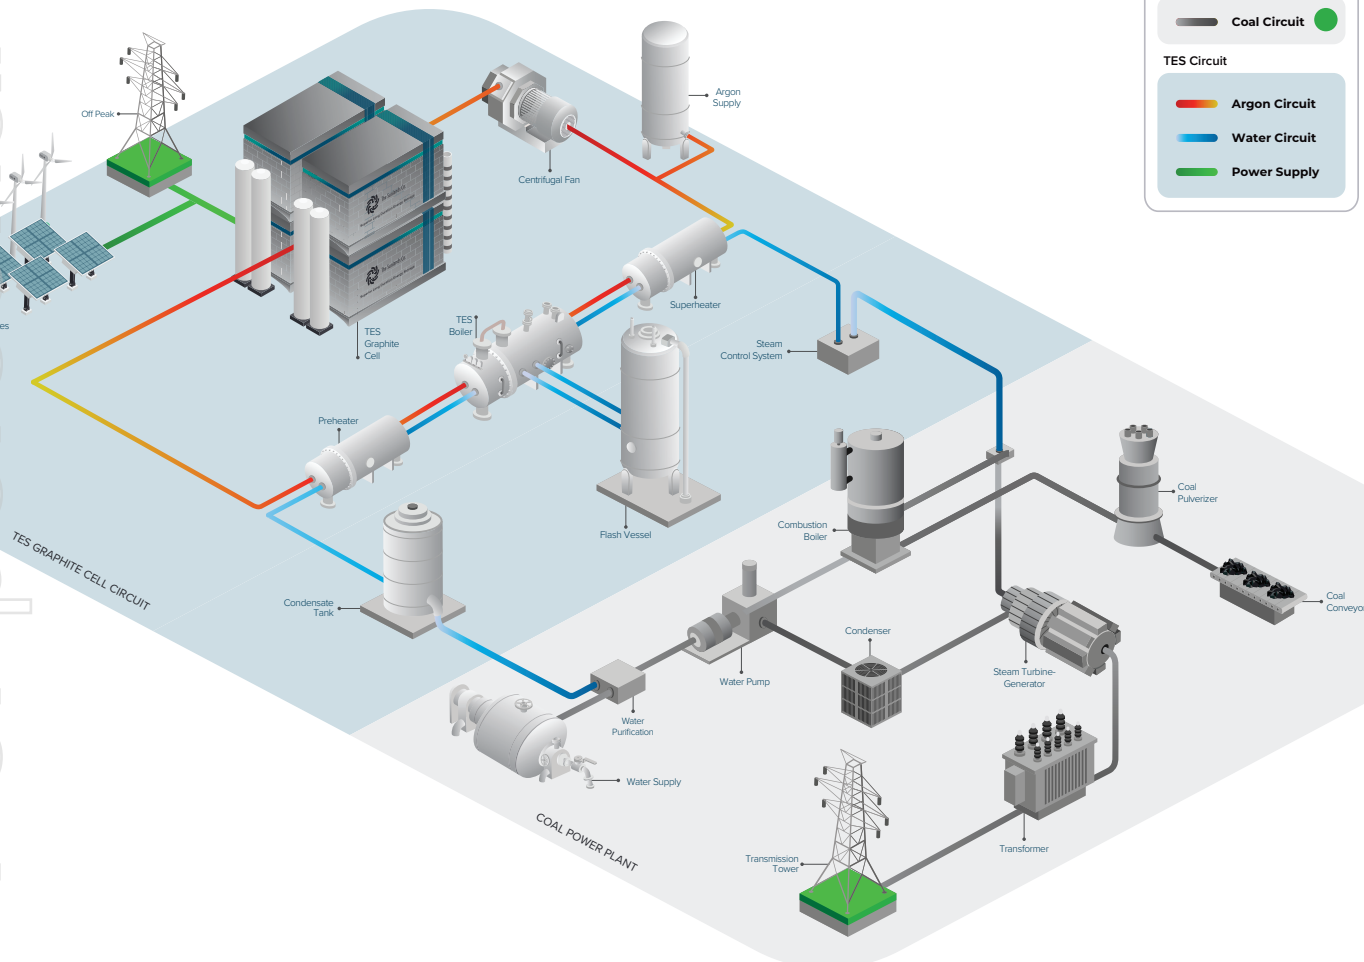 Coal Circuit
TES Circuit
Argon Circuit
Water Circuit
Power Supply
Off Peak
Argon
Supply
Centrifugal Fan
Superheater
TES
Boiler
TES
Graphite
Cell
Steam
Control System
Preheater
Flash Vessel
Combustion
Boiler
Coal
Pulverizer
Coal
Conveyo
Condensate
Tank
TES GRAPHITE CELL CIRCUIT
Condenser
Water Pump
Steam Turbine-
Generator
Water
Purification
Water Supply
COAL POWER PLANT
Transformer
Transmission
Tower
es